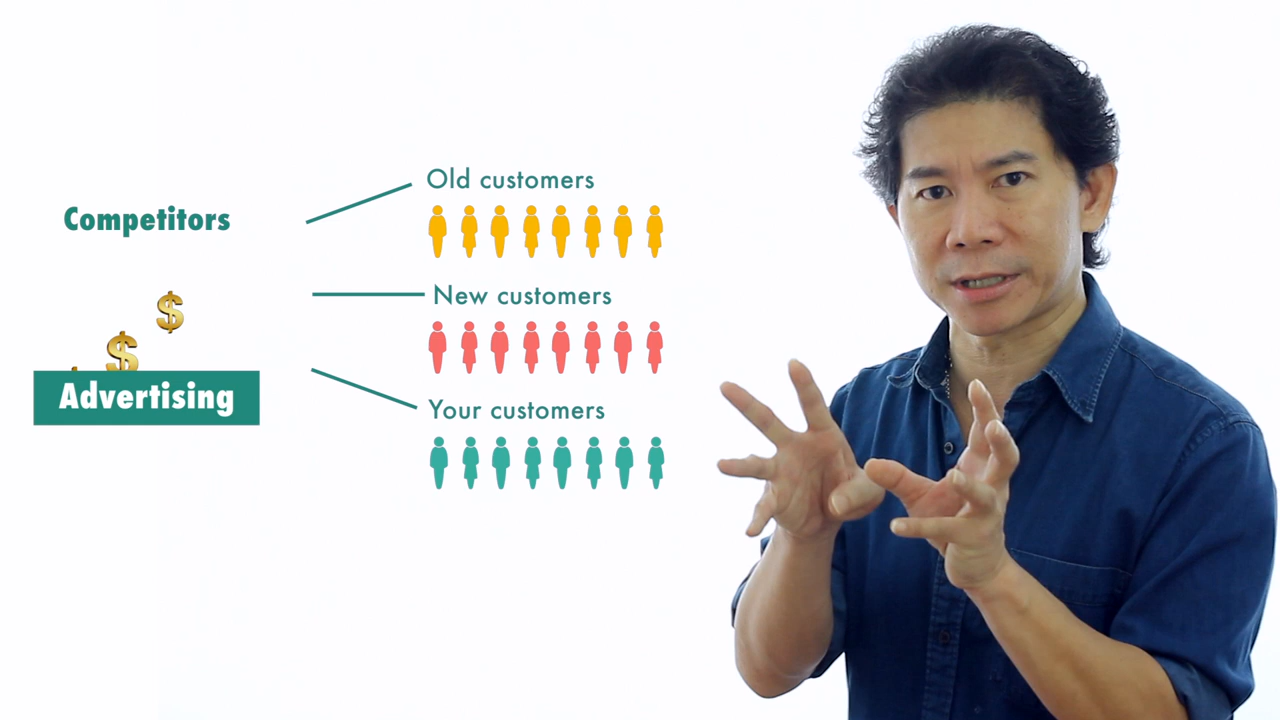 Old customers
Competitors
New customers
$
$
Advertising
Your customers